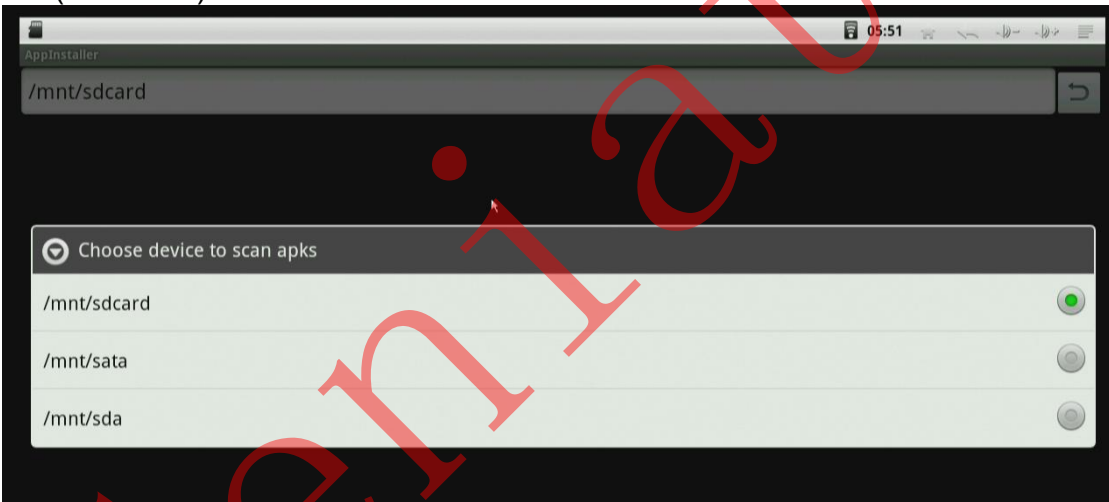 05:51
AppInstaller
/mnt/sdcard
Choose device to scan apks
/mnt/sdcard
/mnt/sata
/mnt/sda